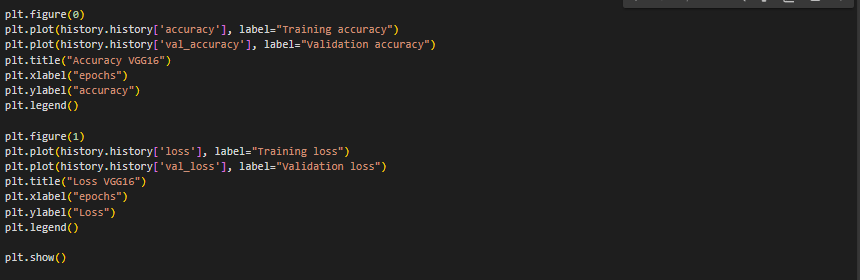 plt.figure(0)
plt.plot(history.history['accuracy'], label="Training accuracy")
plt.plot(history.history['val_accuracy'], label="Validation accuracy")
plt.title("Accuracy VGG16")
plt.xlabel("epochs")
plt.ylabel("accuracy")
plt.legend()

plt.figure(1)
plt.plot(history.history['loss'], label="Training loss")
plt.plot(history.history['val_loss'], label="Validation loss")
plt.title("Loss VGG16")
plt.xlabel("epochs")
plt.ylabel("Loss")
plt.legend()

plt.show()